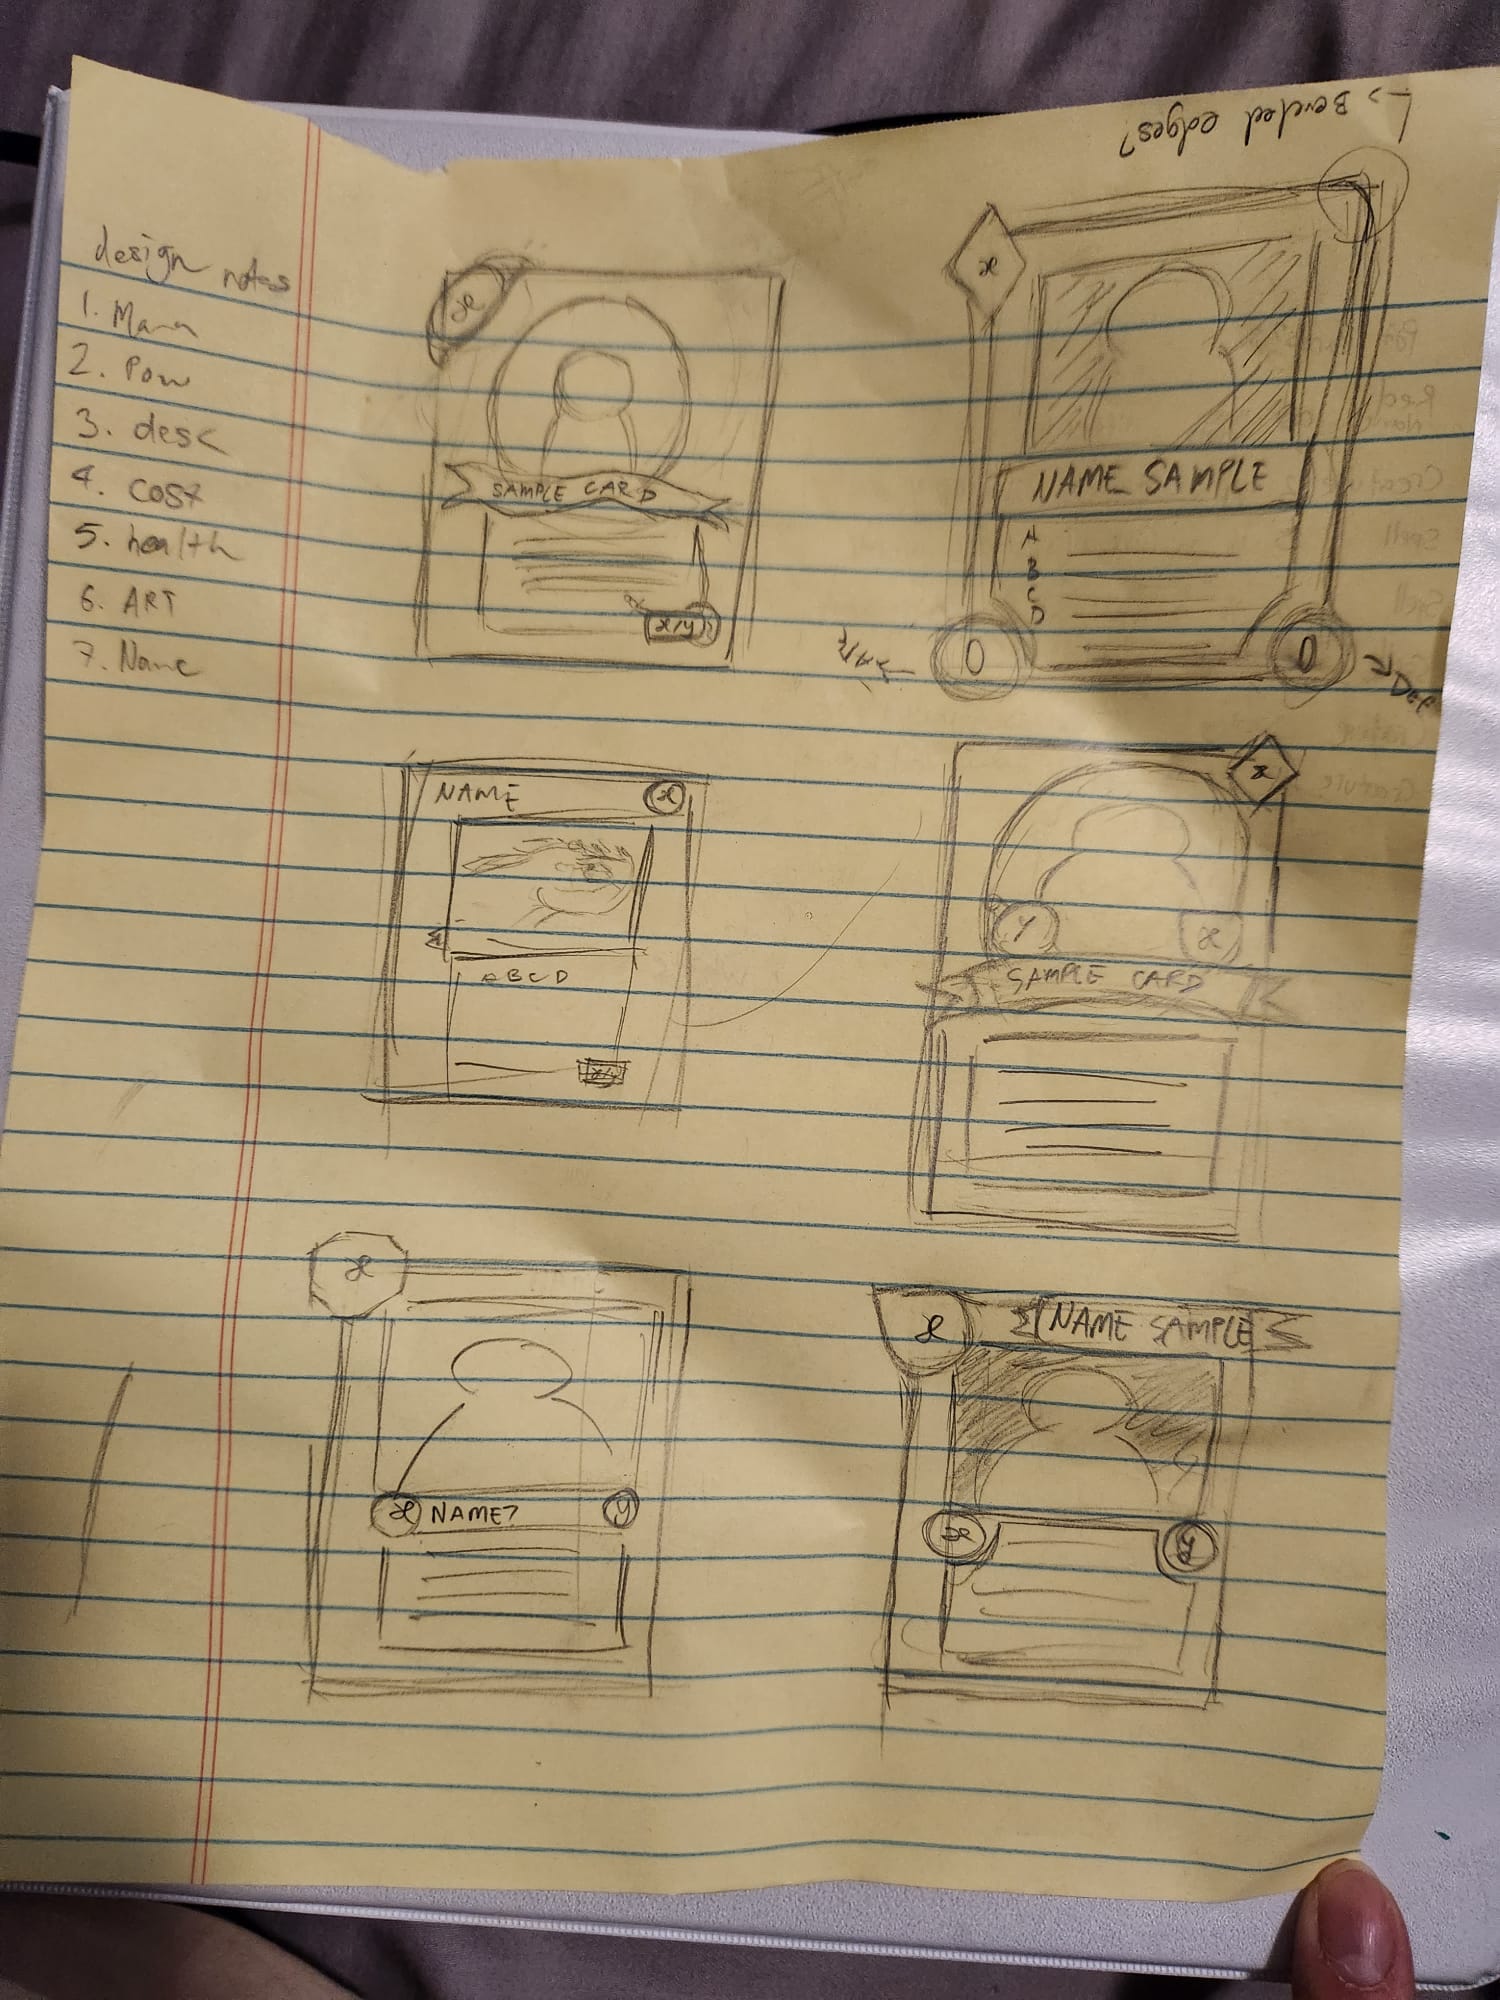 -> Beveled edges?
design notes
1. Mana
2. Pow
3. desc
4. cost
5. health
6. ART
7. Name
x
SAMPLE CARD
x/y
x
NAME SAMPLE
A
B
C
D
0
0
Def
NAME
x
ABCD
x
y
x
SAMPLE CARD
x
x
NAME?
y
x
NAME SAMPLE
x
y